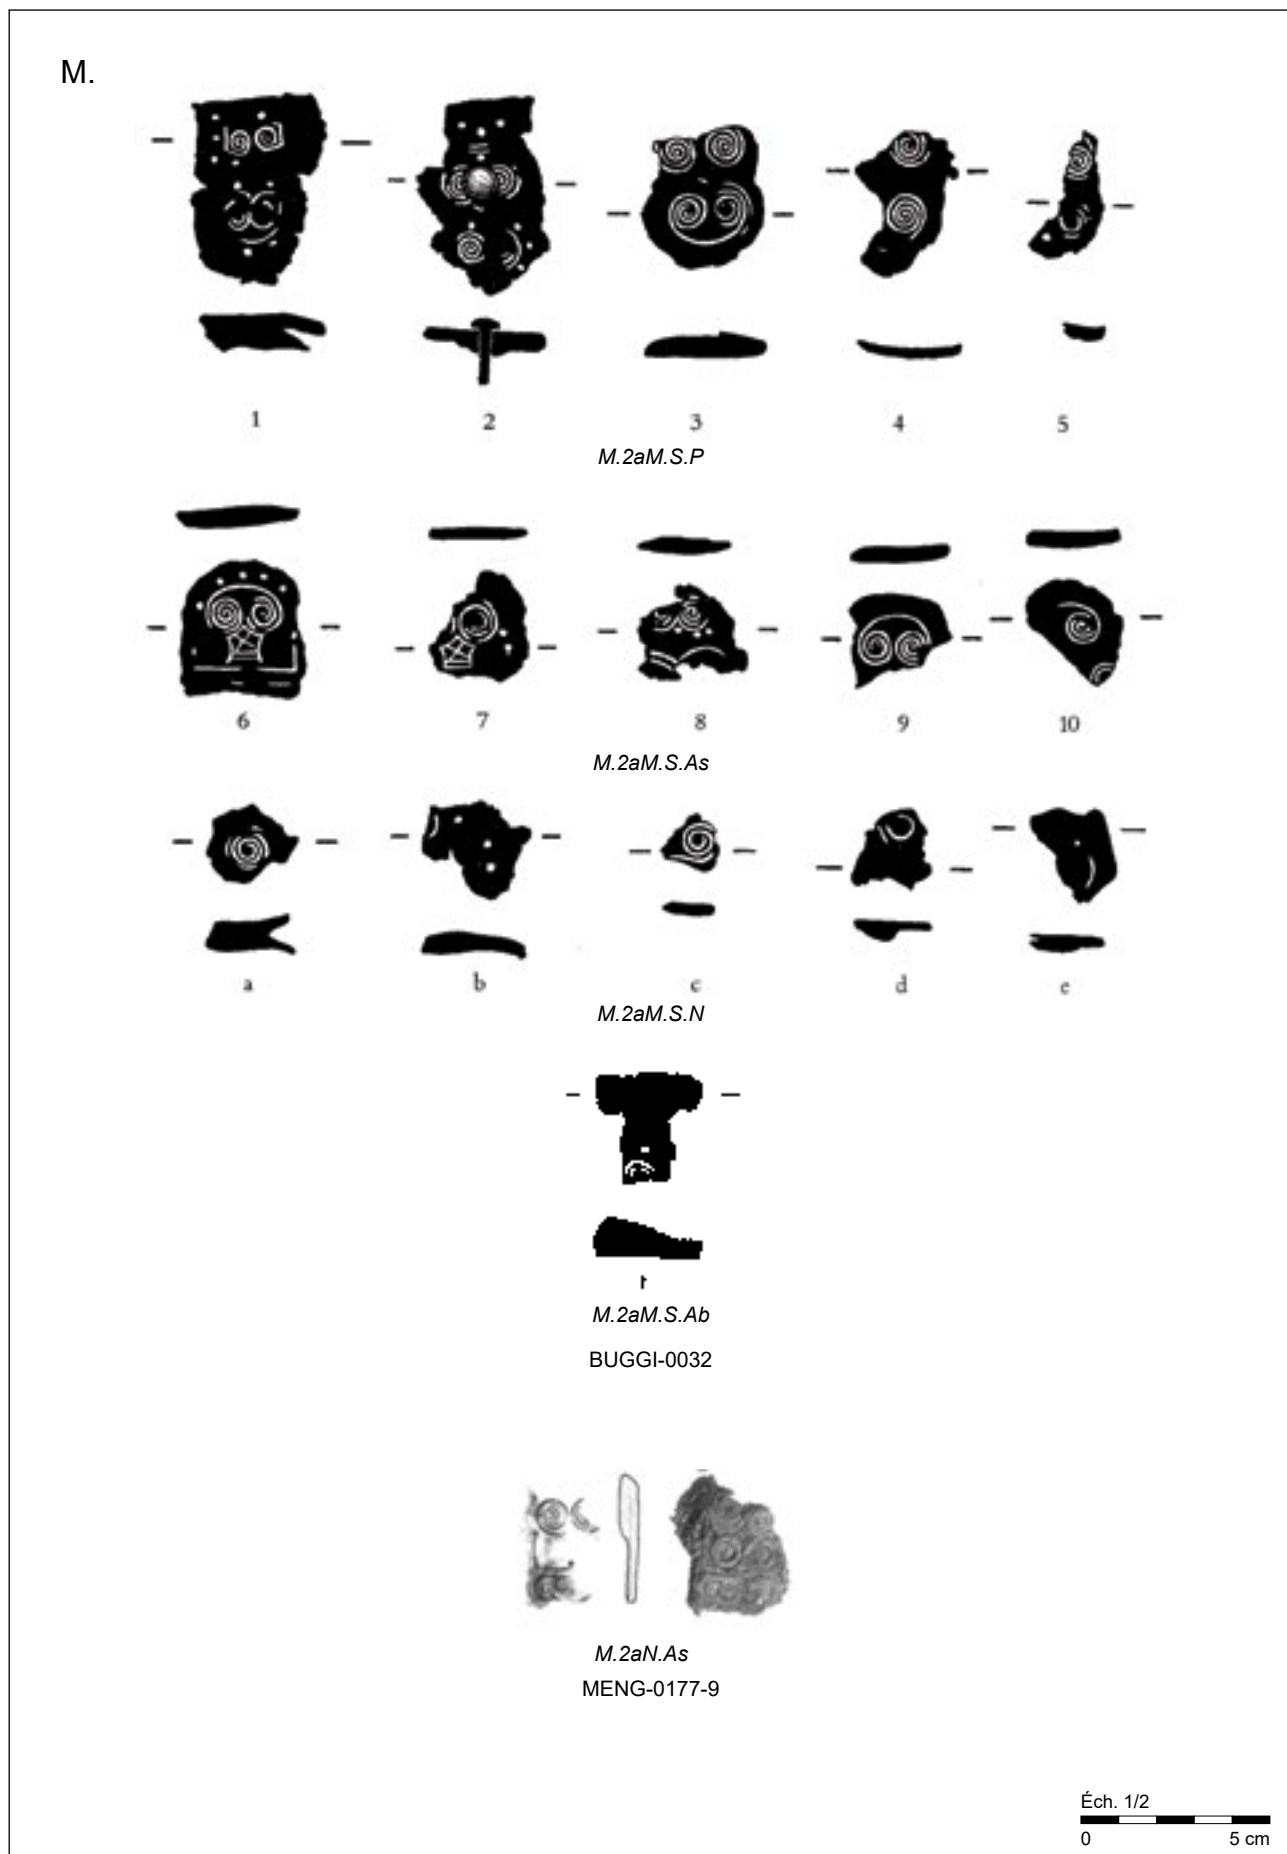 M.
1 2 3 4 5
M.2aM.S.P
6 7 8 9 10
M.2aM.S.As
a b c d e
M.2aM.S.N
1
M.2aM.S.Ab
BUGGI-0032
M.2aN.As
MENG-0177-9
Éch. 1/2
0 5 cm